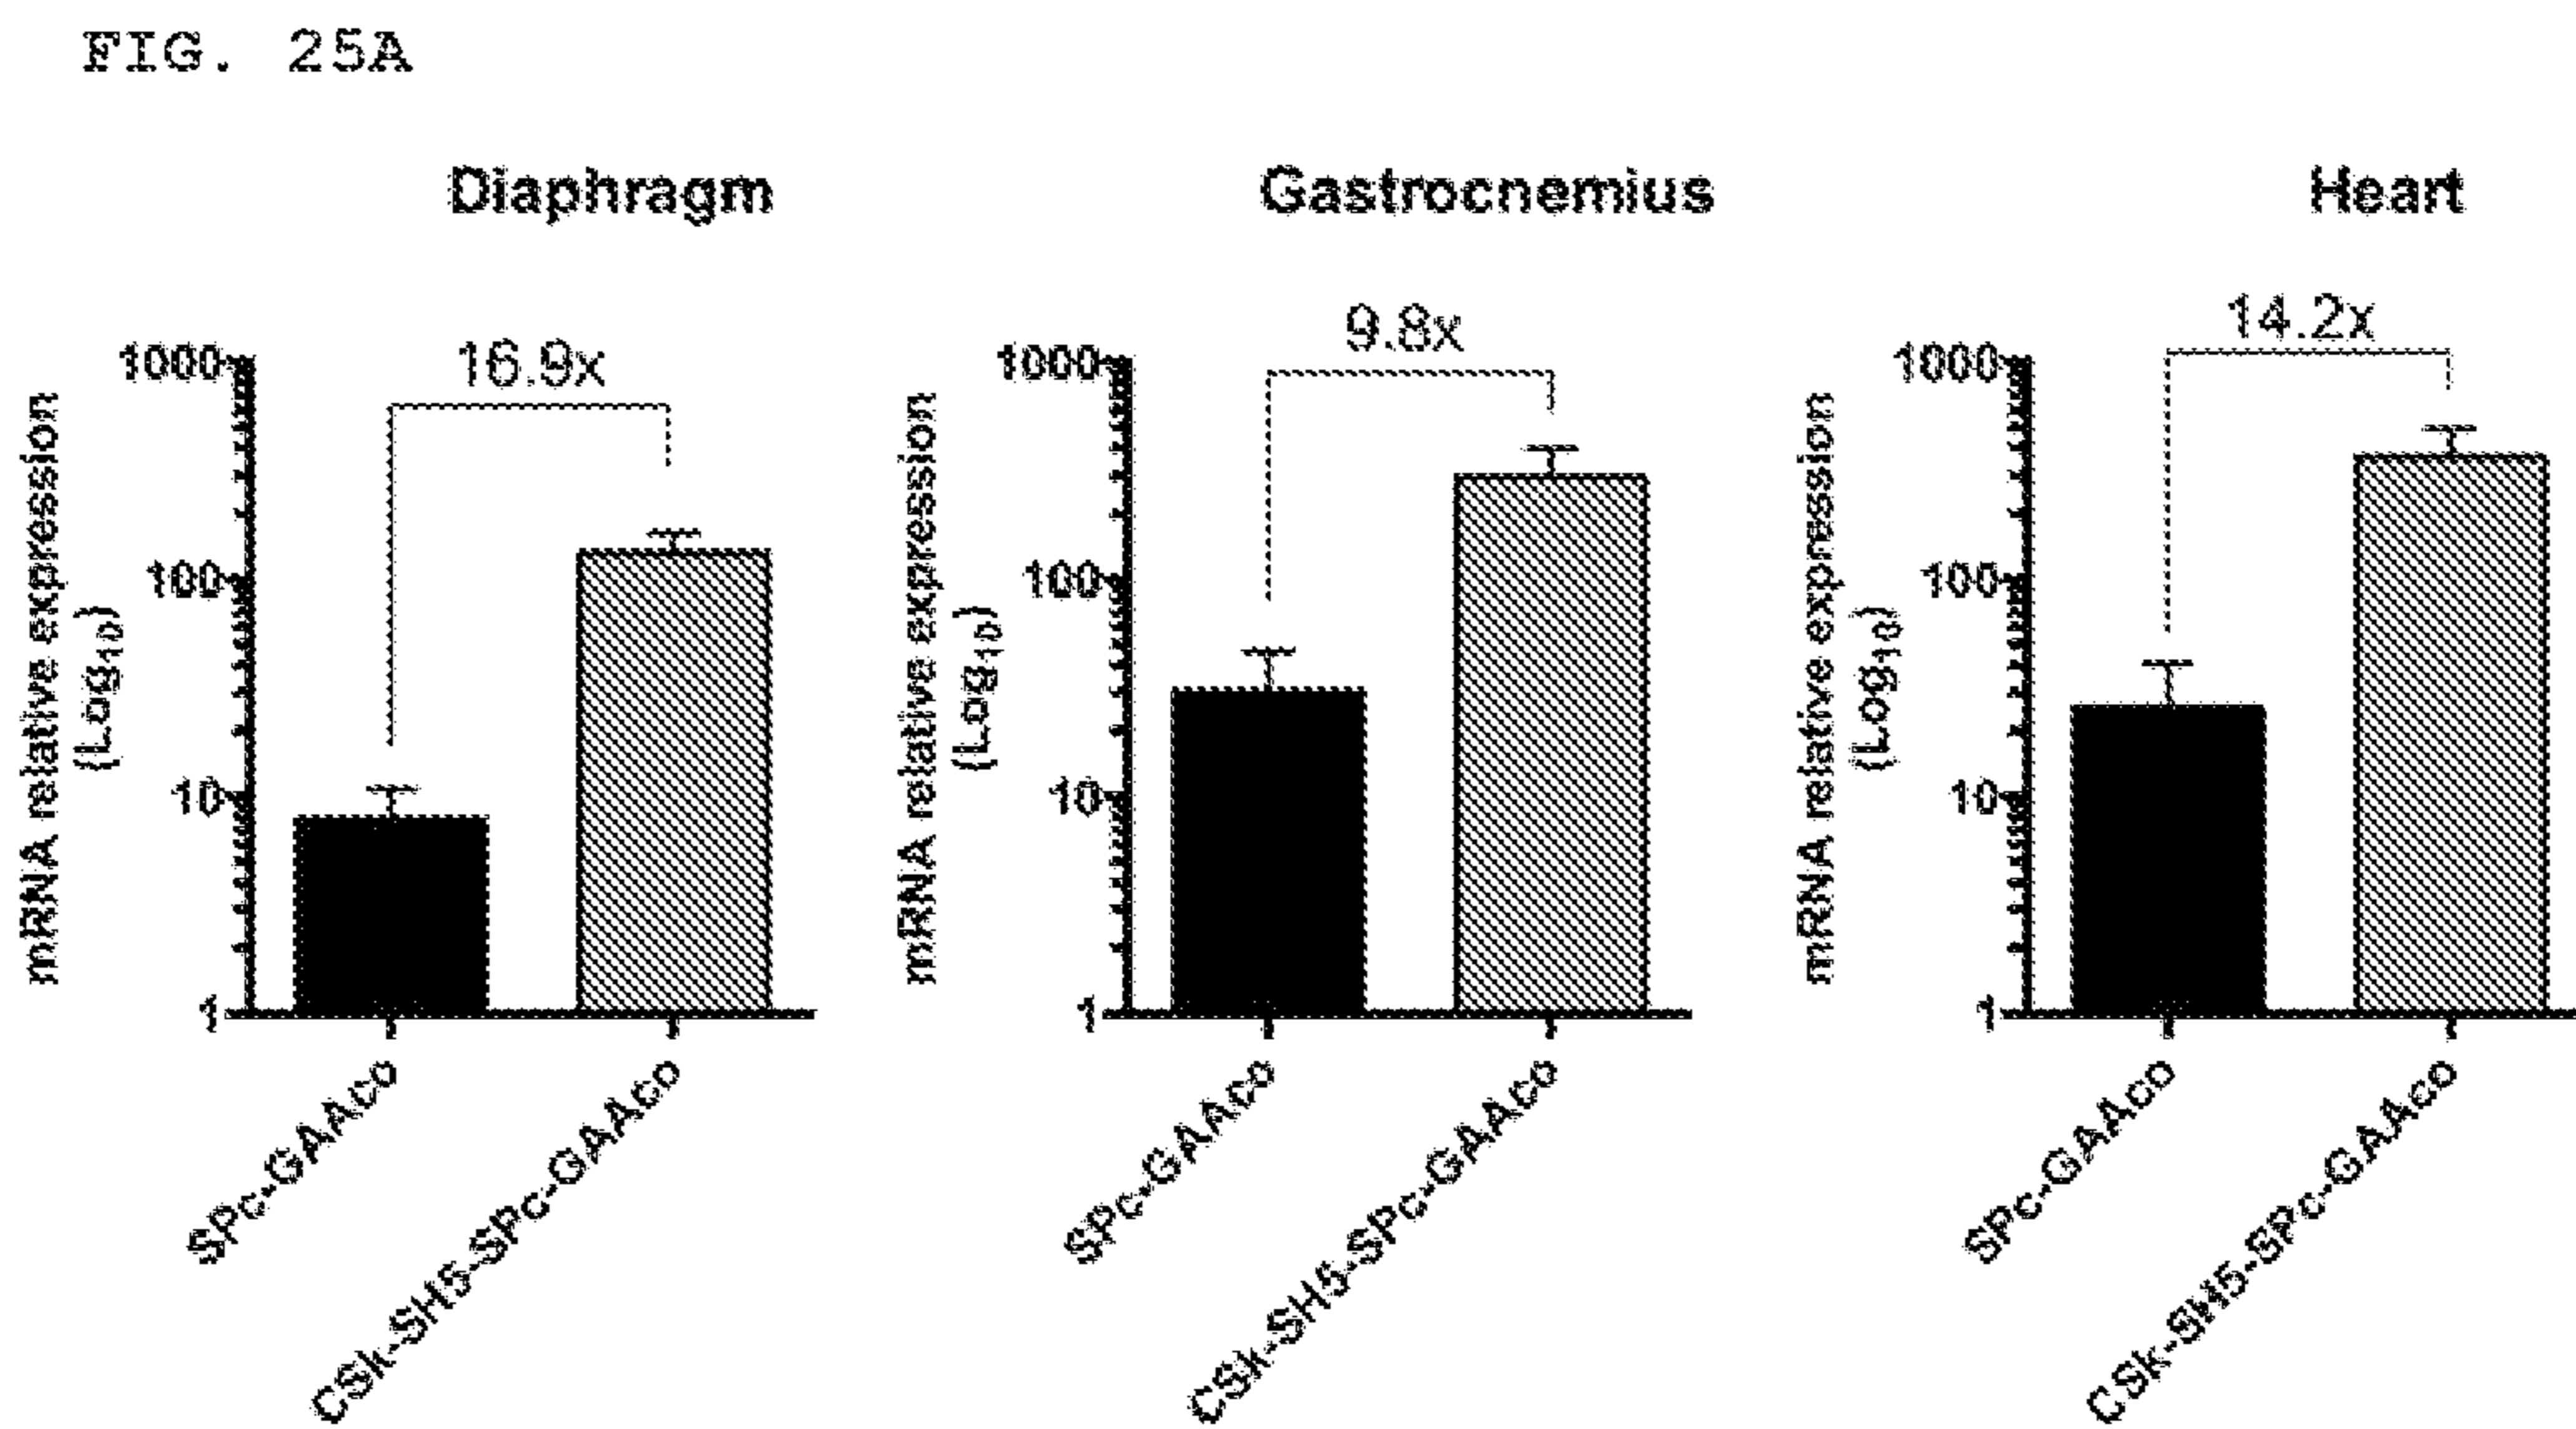 FIG. 25A
Diaphragm
mRNA relative expression
(Log10)
1000
100
10
1
16.9x
SPc-GAAco
CSk-SH5-SPc-GAAco
Gastrocnemius
mRNA relative expression
(Log10)
1000
100
10
1
9.8x
SPc-GAAco
CSk-SH5-SPc-GAAco
Heart
mRNA relative expression
(Log10)
1000
100
10
1
14.2x
SPc-GAAco
CSk-SH5-SPc-GAAco